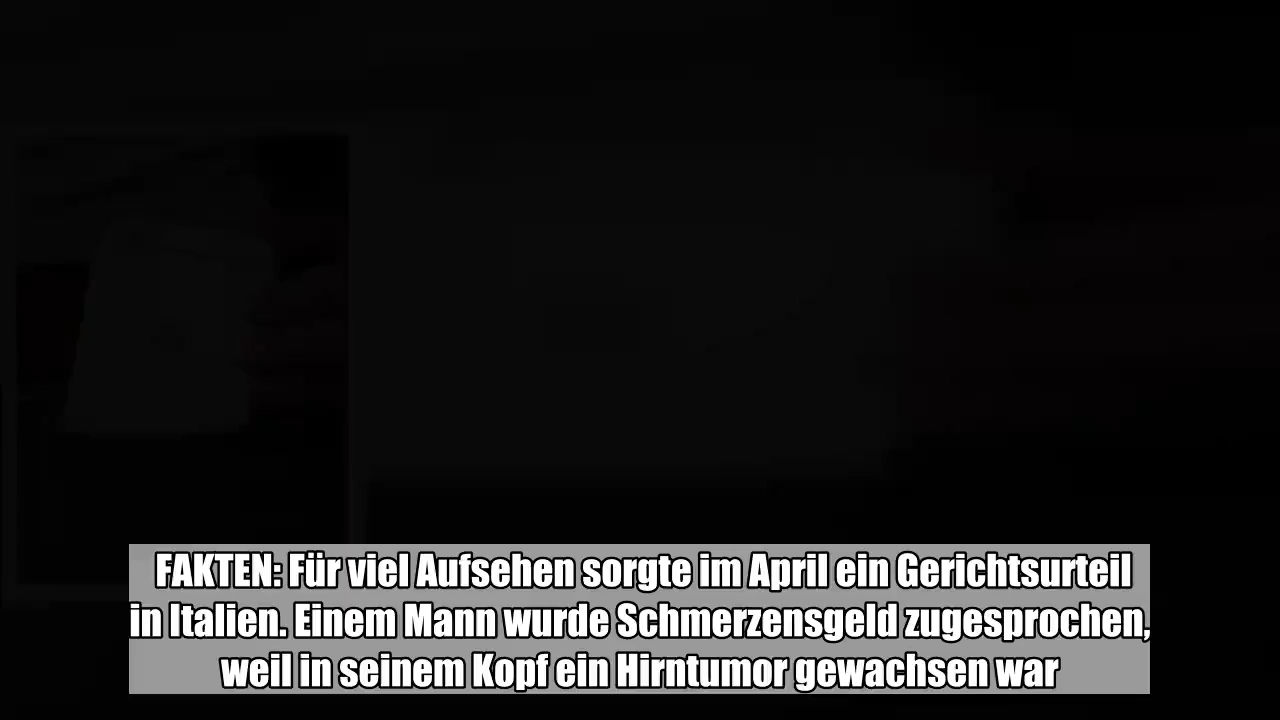 FAKTEN: Für viel Aufsehen sorgte im April ein Gerichtsurteil
in Italien. Einem Mann wurde Schmerzensgeld zugesprochen,
weil in seinem Kopf ein Hirntumor gewachsen war